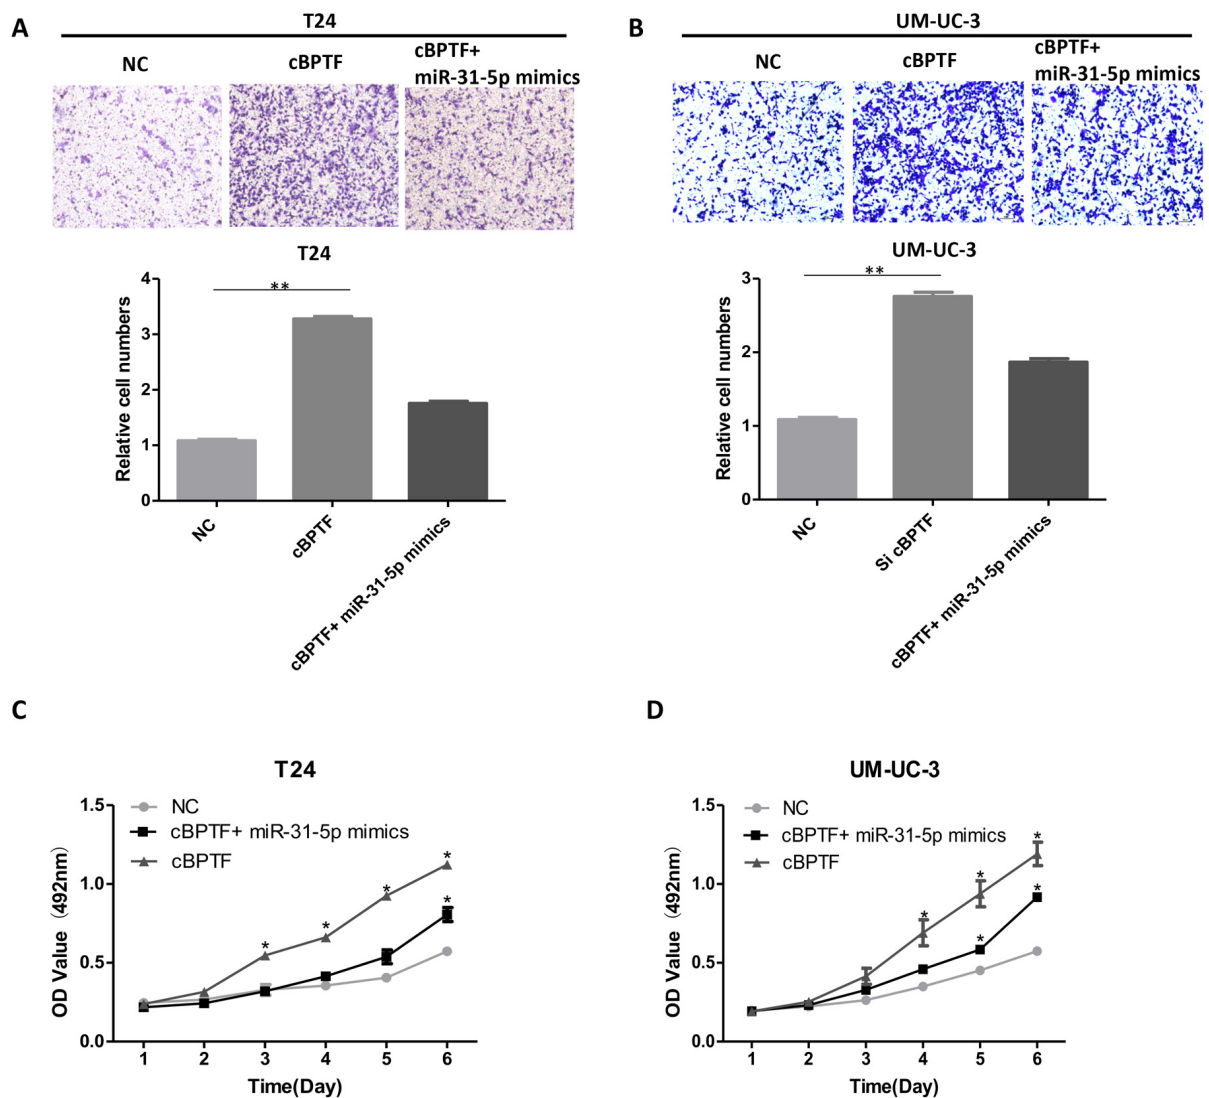 A
T24
NC
cBPTF
cBPTF+
miR-31-5p mimics
B
UM-UC-3
NC
cBPTF
cBPTF+
miR-31-5p mimics
T24
**
Relative cell numbers
4
3
2
1
0
NC
cBPTF
cBPTF+ miR-31-5p mimics
UM-UC-3
**
Relative cell numbers
3
2
1
0
NC
Si cBPTF
cBPTF+ miR-31-5p mimics
C
T24
NC
cBPTF+ miR-31-5p mimics
cBPTF
OD Value（492nm）
1.5
1.0
0.5
0.0
* * * * *
1 2 3 4 5 6
Time(Day)
D
UM-UC-3
NC
cBPTF+ miR-31-5p mimics
cBPTF
OD Value（492nm）
1.5
1.0
0.5
0.0
* * * * *
1 2 3 4 5 6
Time(Day)